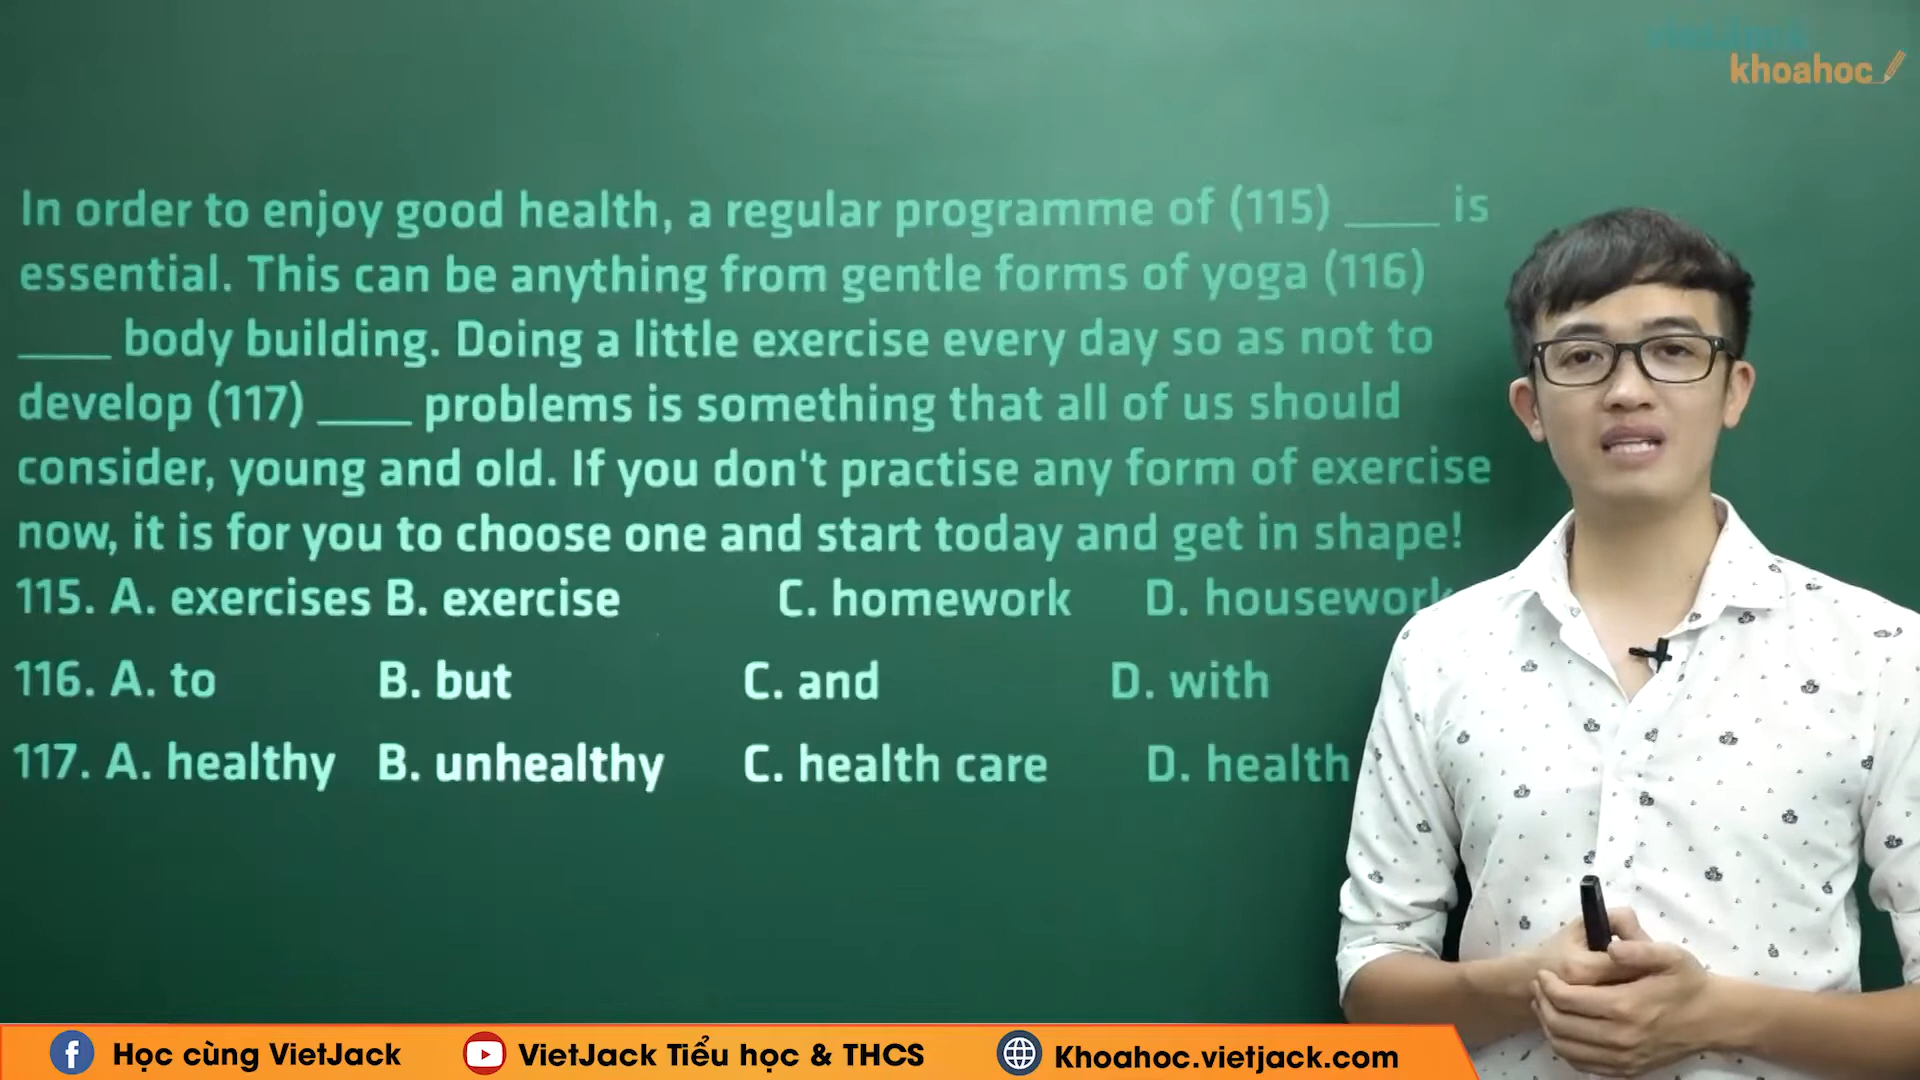 khoahoc
In order to enjoy good health, a regular programme of (115) ____ is
essential. This can be anything from gentle forms of yoga (116)
____ body building. Doing a little exercise every day so as not to
develop (117) ____ problems is something that all of us should
consider, young and old. If you don't practise any form of exercise
now, it is for you to choose one and start today and get in shape!
115. A. exercises B. exercise C. homework D. housework
116. A. to B. but C. and D. with
117. A. healthy B. unhealthy C. health care D. health
Học cùng VietJack VietJack Tiểu học & THCS Khoahoc.vietjack.com